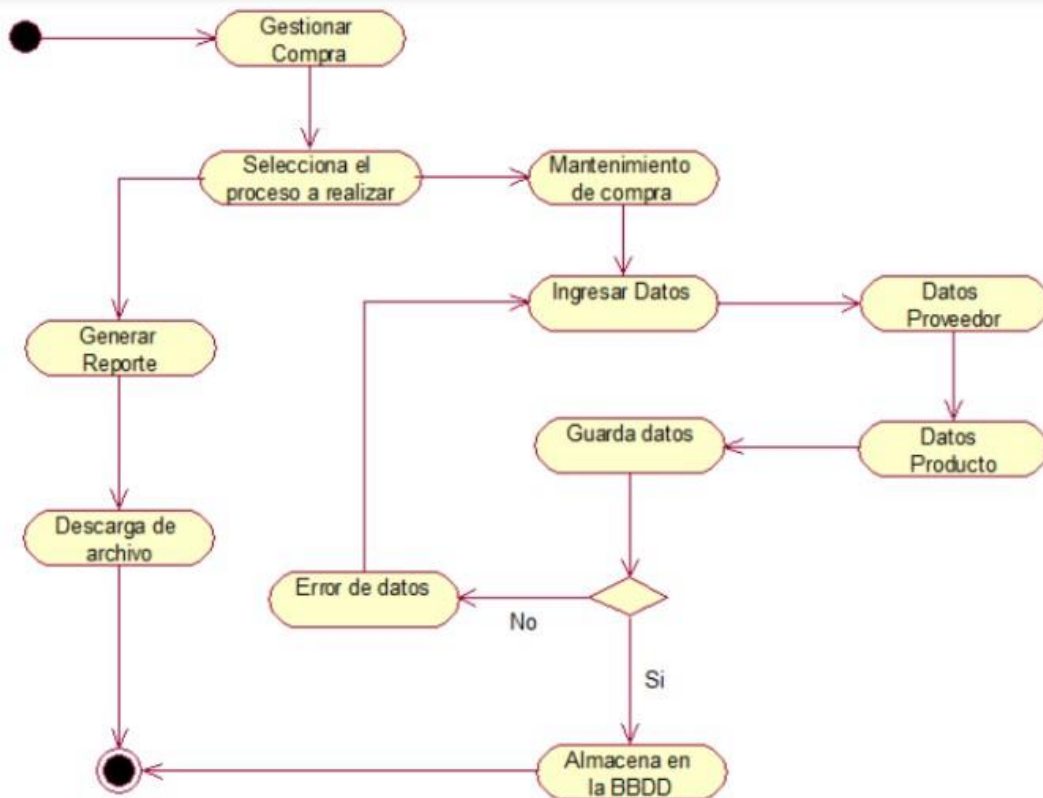 Gestionar
Compra
Selecciona el
proceso a realizar
Mantenimiento
de compra
Ingresar Datos
Datos
Proveedor
Generar
Reporte
Guarda datos
Datos
Producto
Descarga de
archivo
Error de datos
No
Si
Almacena en
la BBDD